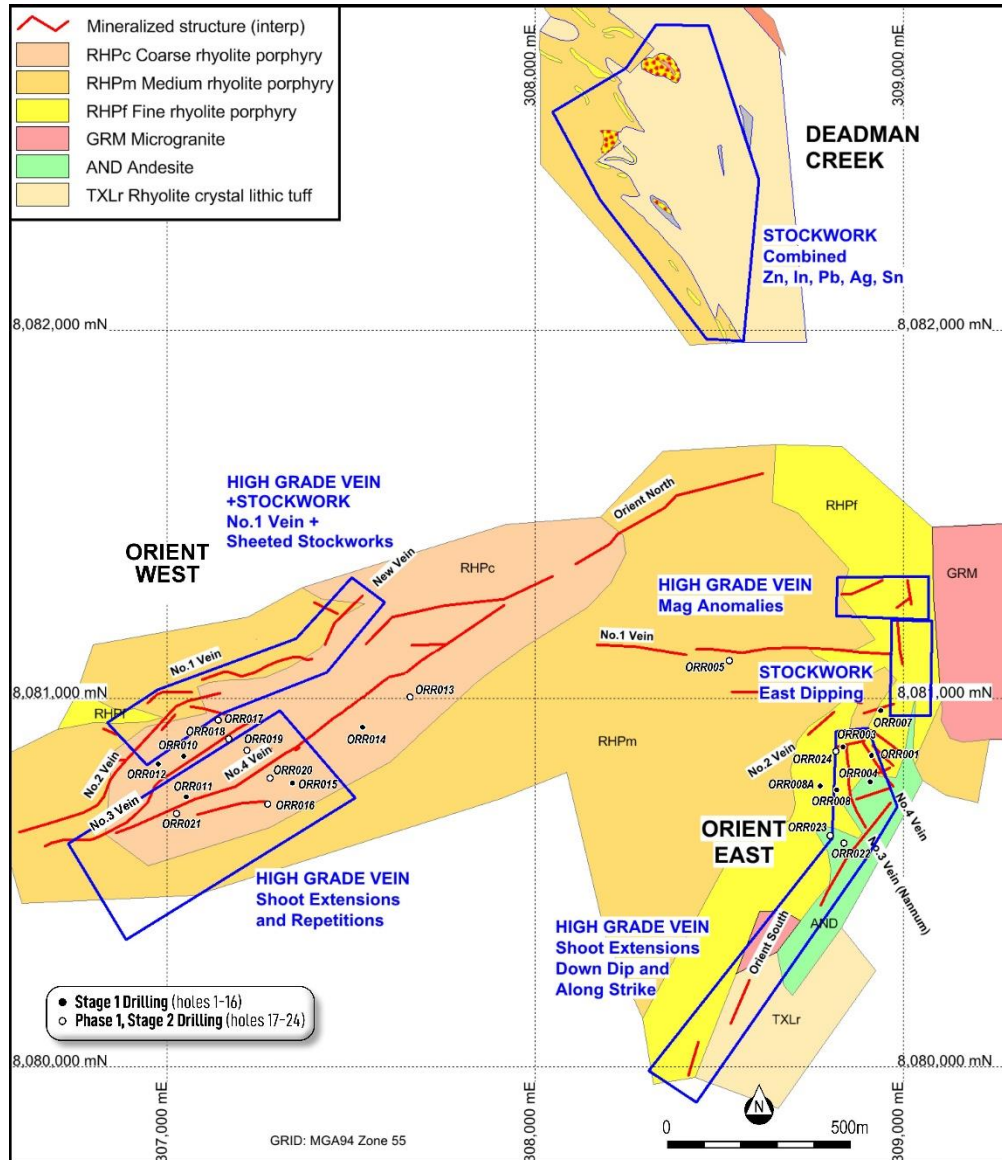 Mineralized structure (interp)
RHPc Coarse rhyolite porphyry
RHPm Medium rhyolite porphyry
RHPf Fine rhyolite porphyry
GRM Microgranite
AND Andesite
TXLr Rhyolite crystal lithic tuff
308,000 mE
309,000 mE
DEADMAN
CREEK
STOCKWORK
Combined
Zn, In, Pb, Ag, Sn
8,082,000 mN
8,082,000 mN
HIGH GRADE VEIN
+STOCKWORK
No.1 Vein +
Sheeted Stockworks
ORIENT
WEST
Orient North
RHPf
RHPc
New Vein
GRM
HIGH GRADE VEIN
Mag Anomalies
No.1 Vein
No.1 Vein
ORR005
STOCKWORK
East Dipping
8,081,000 mN
8,081,000 mN
ORR013
RHPf
ORR017
ORR018
ORR019
ORR014
ORR007
ORR010
ORR012
No.2 Vein
No.4 Vein
RHPm
No.2 Vein
ORR003
ORR001
ORR024
ORR004
ORR020
ORR015
ORR008A
ORR008
ORR011
ORR016
ORR021
No.3 Vein
No.4 Vein
ORIENT
EAST
ORR023
ORR022
No.3 Vein (Nannum)
HIGH GRADE VEIN
Shoot Extensions
and Repetitions
HIGH GRADE VEIN
Shoot Extensions
Down Dip and
Along Strike
AND
Orient South
TXLr
Stage 1 Drilling (holes 1-16)
Phase 1, Stage 2 Drilling (holes 17-24)
8,080,000 mN
8,080,000 mN
307,000 mE
308,000 mE
309,000 mE
GRID: MGA94 Zone 55
N
0
500m